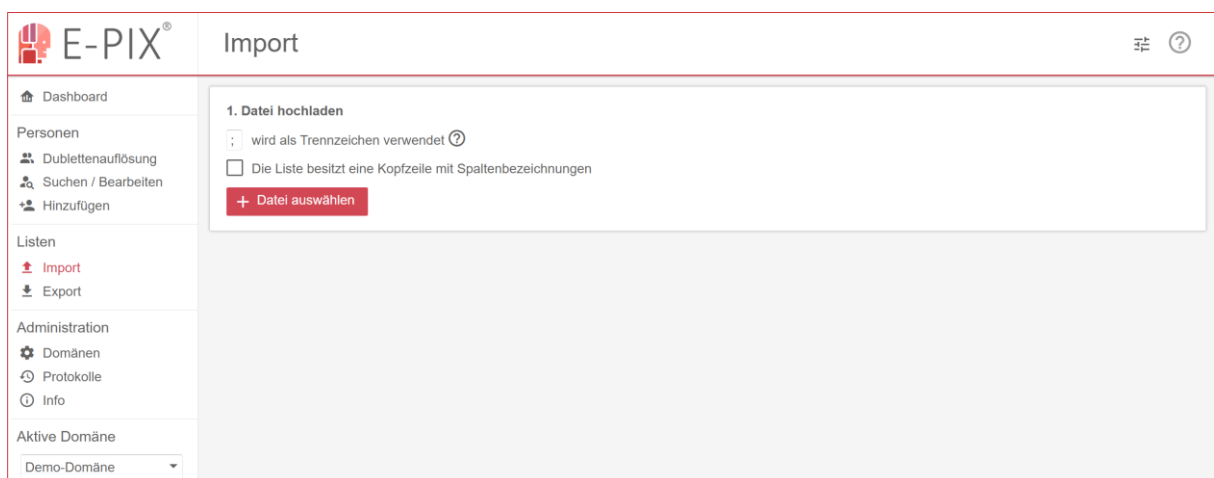 E-PIX®
Import
Dashboard
Personen
Dublettenauflösung
Suchen / Bearbeiten
Hinzufügen
Listen
Import
Export
Administration
Domänen
Protokolle
Info
Aktive Domäne
Demo-Domäne
1. Datei hochladen
; wird als Trennzeichen verwendet ?
Die Liste besitzt eine Kopfzeile mit Spaltenbezeichnungen
+ Datei auswählen